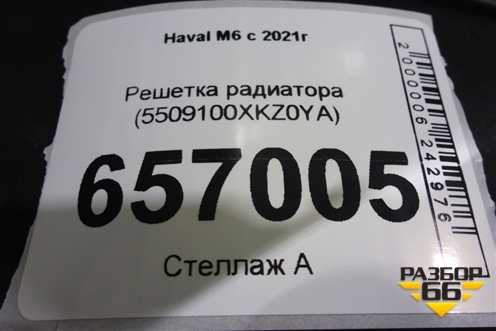 Haval M6 с 2021г
Решетка радиатора
(5509100XKZ0YA)
657005
Стеллаж А
2000006242976
РАЗБОР
66